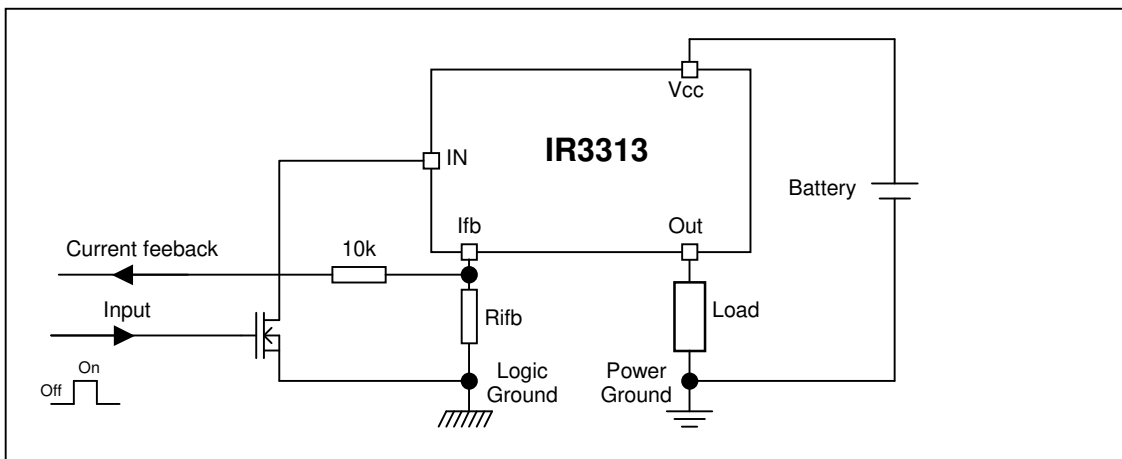 Vcc
IR3313
IN
Battery
Ifb
Out
Current feeback
10k
Input
Rifb
Load
On
Off
Logic
Ground
Power
Ground